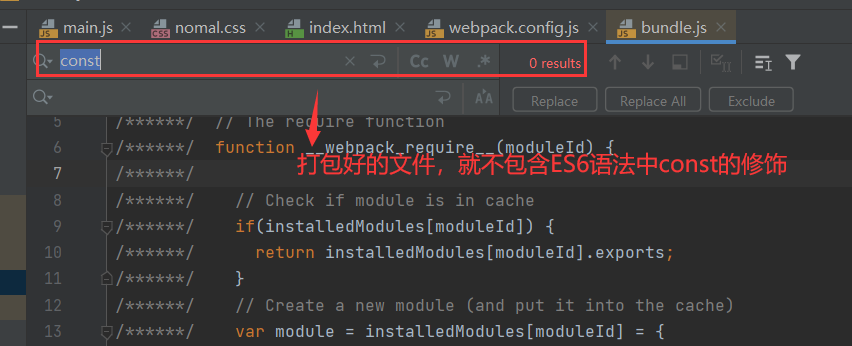 main.js nomal.css index.html webpack.config.js bundle.js
const Cc W .* 0 results
Replace Replace All Exclude
5 /******/ // The require function
6 /******/ function __webpack_require__(moduleId) {
打包好的文件，就不包含ES6语法中const的修饰
7 /******/
8 /******/ // Check if module is in cache
9 /******/ if(installedModules[moduleId]) {
10 /******/ return installedModules[moduleId].exports;
11 /******/ }
12 /******/ // Create a new module (and put it into the cache)
13 /******/ var module = installedModules[moduleId] = {